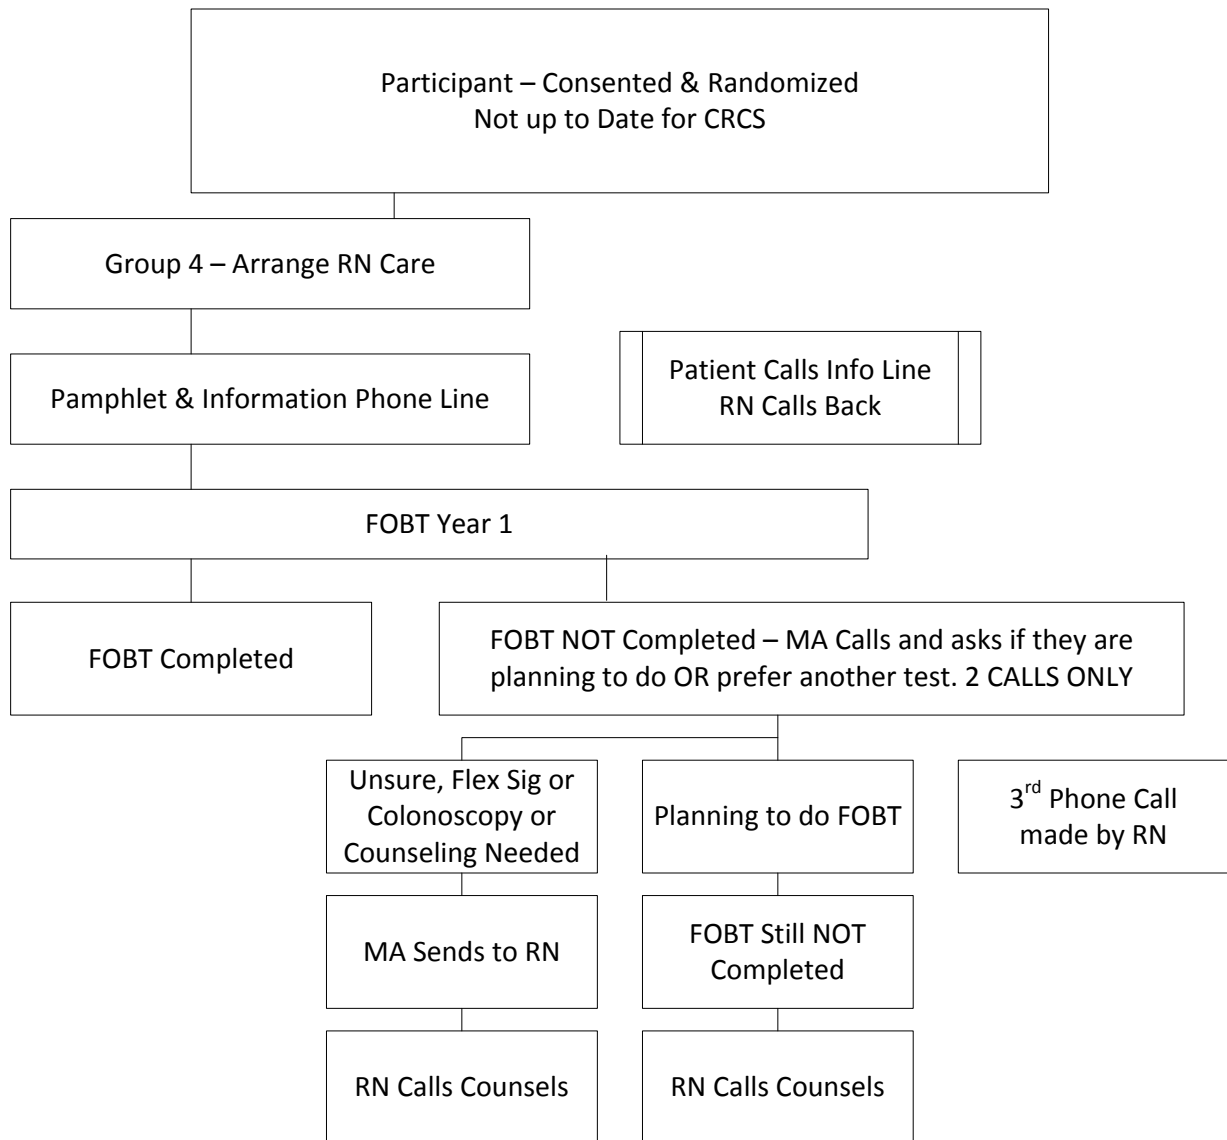 Participant – Consented & Randomized
Not up to Date for CRCS
Group 4 – Arrange RN Care
Pamphlet & Information Phone Line
Patient Calls Info Line
RN Calls Back
FOBT Year 1
FOBT Completed
FOBT NOT Completed – MA Calls and asks if they are
planning to do OR prefer another test. 2 CALLS ONLY
Unsure, Flex Sig or
Colonoscopy or
Counseling Needed
Planning to do FOBT
3rd Phone Call
made by RN
MA Sends to RN
FOBT Still NOT
Completed
RN Calls Counsels
RN Calls Counsels